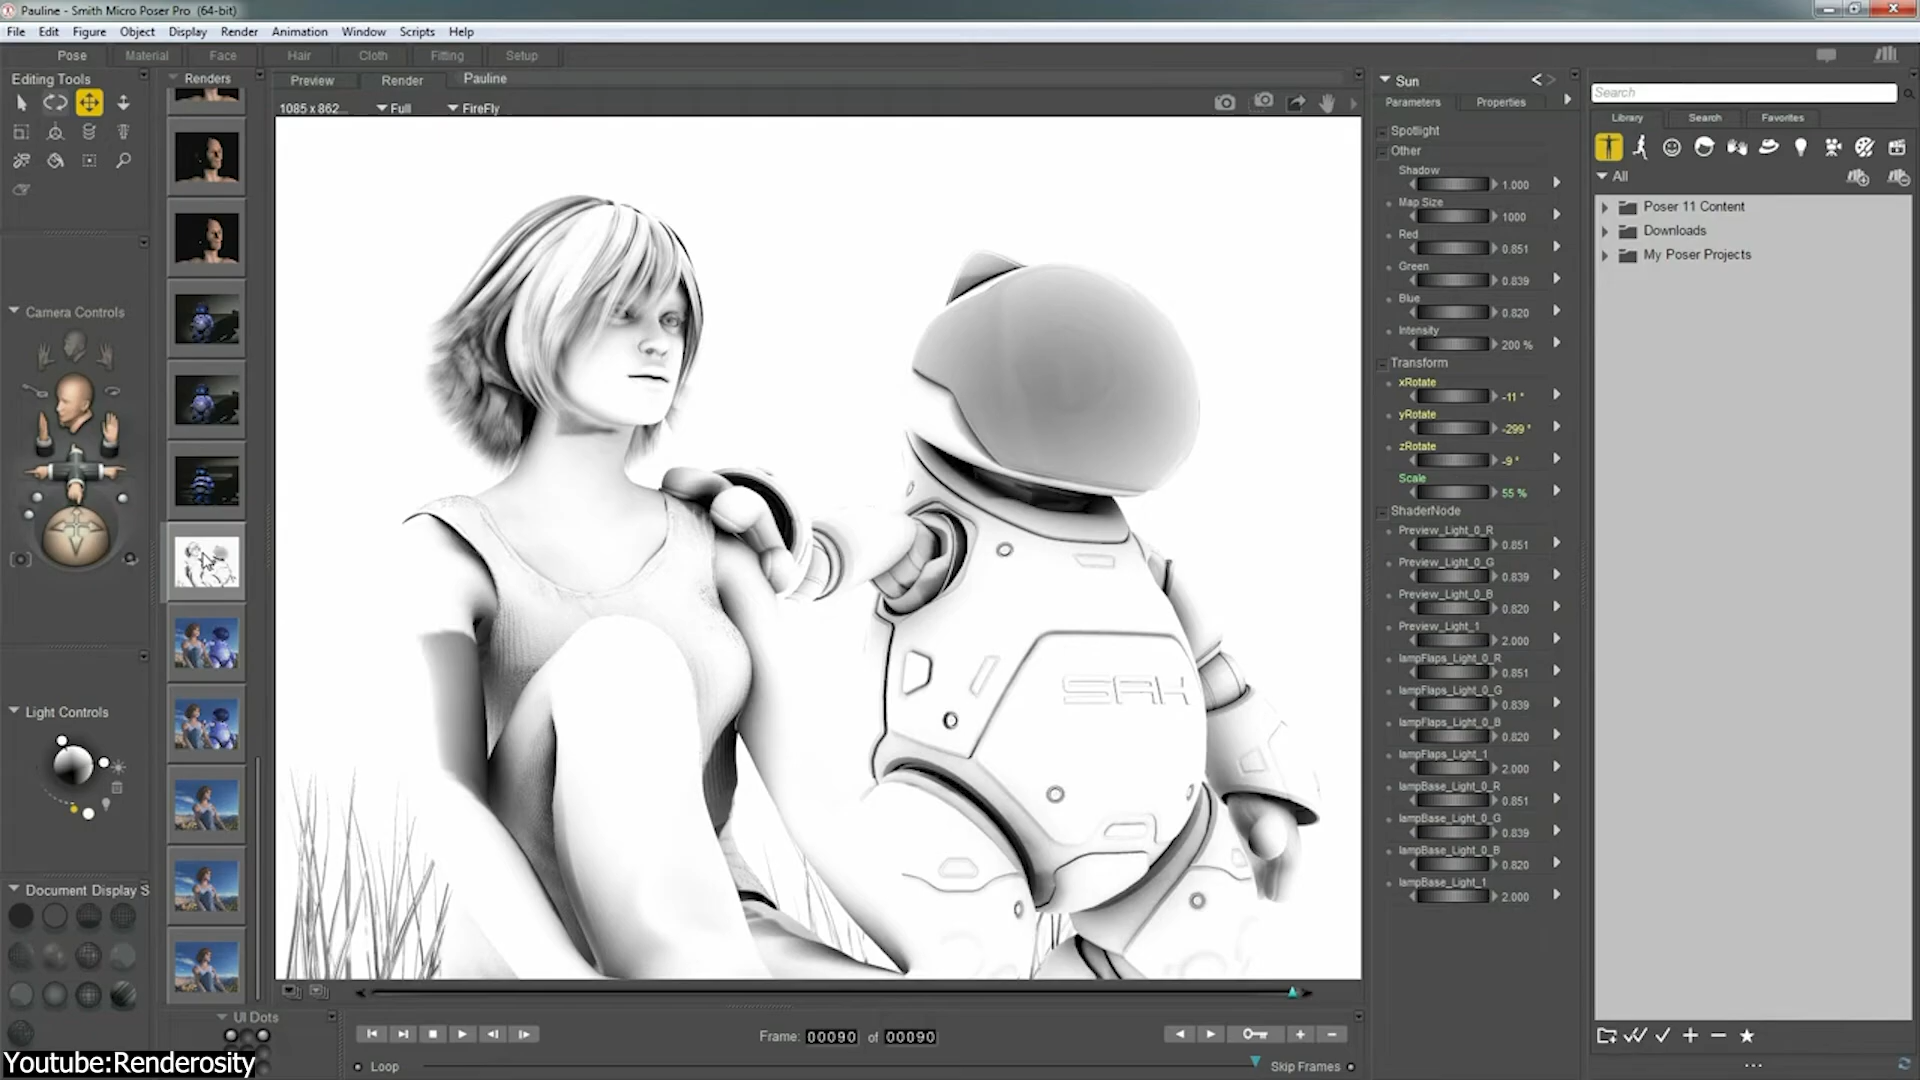 Pauline - Smith Micro Poser Pro (64-bit)
File Edit Figure Object Display Render Animation Window Scripts Help
Pose Material Face Hair Cloth Fitting Setup
Editing Tools
Renders
Preview Render Pauline
1085 x 862... Full FireFly
Camera Controls
Light Controls
Document Display S
UI Dots
SAK
Sun
Parameters Properties
Spotlight
Other
Shadow
1.000
Map Size
1000
Red
0.851
Green
0.839
Blue
0.820
Intensity
200 %
Transform
xRotate
-11 °
yRotate
-299 °
zRotate
-9 °
Scale
55 %
ShaderNode
Preview_Light_0_R
0.851
Preview_Light_0_G
0.839
Preview_Light_0_B
0.820
Preview_Light_1
2.000
lampFlaps_Light_0_R
0.851
lampFlaps_Light_0_G
0.839
lampFlaps_Light_0_B
0.820
lampFlaps_Light_1
2.000
lampBase_Light_0_R
0.851
lampBase_Light_0_G
0.839
lampBase_Light_0_B
0.820
lampBase_Light_1
2.000
Search
Library Search Favorites
All
Poser 11 Content
Downloads
My Poser Projects
Frame: 00090 of 00090
Loop
Skip Frames
Youtube:Renderosity